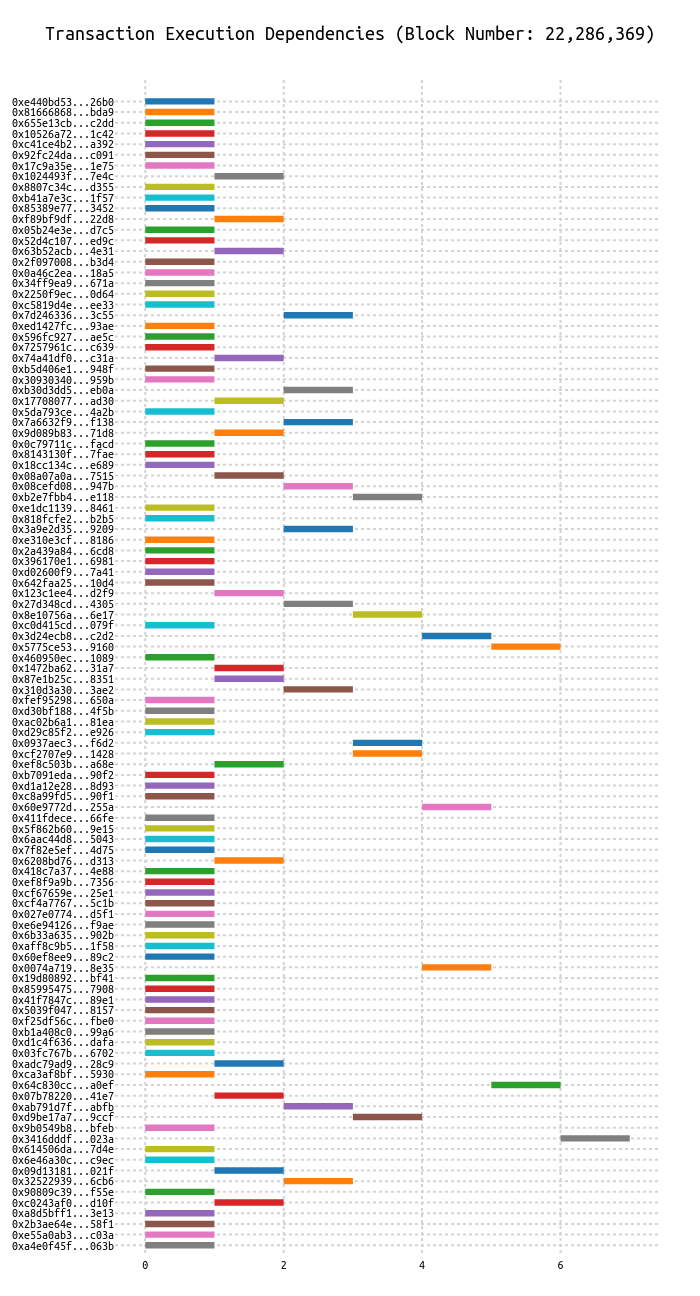 Transaction Execution Dependencies (Block Number: 22,286,369)
0xe440bd53...26b0
0x81666868...bda9
0x655e13cb...c2dd
0x10526a72...1c42
0xc41ce4b2...a392
0x92fc24da...c091
0x17c9a35e...1e75
0x1024493f...7e4c
0x8807c34c...d355
0xb41a7e3c...1f57
0x85389e77...3452
0xf89bf9df...22d8
0x05b24e3e...d7c5
0x52d4c107...ed9c
0x63b52acb...4e31
0x2f097008...b3d4
0x0a46c2ea...18a5
0x34ff9ea9...671a
0x2250f9ec...0d64
0xc5819d4e...ee33
0x7d246336...3c55
0xed1427fc...93ae
0x596fc927...ae5c
0x7257961c...c639
0x74a41df0...c31a
0xb5d406e1...948f
0x30930340...959b
0xb30d3dd5...eb0a
0x17708077...ad30
0x5da793ce...4a2b
0x7a6632f9...f138
0x9d089b83...71d8
0x0c79711c...facd
0x8143130f...7fae
0x18cc134c...e689
0x08a07a0a...7515
0x08cefd08...947b
0xb2e7fbb4...e118
0xe1dc1139...8461
0x818fcfe2...b2b5
0x3a9e2d35...9209
0xe310e3cf...8186
0x2a439a84...6cd8
0x396170e1...6981
0xd02600f9...7a41
0x642faa25...10d4
0x123c1ee4...d2f9
0x27d348cd...4305
0x8e10756a...6e17
0xc0d415cd...079f
0x3d24ecb8...c2d2
0x5775ce53...9160
0x460950ec...1089
0x1472ba62...31a7
0x87e1b25c...8351
0x310d3a30...3ae2
0xfef95298...650a
0xd30bf188...4f5b
0xac02b6a1...81ea
0xd29c85f2...e926
0x0937aec3...f6d2
0xcf2707e9...1428
0xef8c503b...a68e
0xb7091eda...90f2
0xd1a12e28...8d93
0xc8a99fd5...90f1
0x60e9772d...255a
0x411fdece...66fe
0x5f862b60...9e15
0x6aac44d8...5043
0x7f82e5ef...4d75
0x6208bd76...d313
0x418c7a37...4e88
0xef8f9a9b...7356
0xcf67659e...25e1
0xcf4a7767...5c1b
0x027e0774...d5f1
0xe6e94126...f9ae
0x6b33a635...902b
0xaff8c9b5...1f58
0x60ef8ee9...89c2
0x0074a719...8e35
0x19d80892...bf41
0x85995475...7908
0x41f7847c...89e1
0x5039f047...8157
0xf25df56c...fbe0
0xb1a408c0...99a6
0xd1c4f636...dafa
0x03fc767b...6702
0xadc79ad9...28c9
0xca3af8bf...5930
0x64c830cc...a0ef
0x07b78220...41e7
0xab791d7f...abfb
0xd9be17a7...9ccf
0x9b0549b8...bfeb
0x3416dddf...023a
0x614506da...7d4e
0x6e46a30c...c9ec
0x09d13181...021f
0x32522939...6cb6
0x90809c39...f55e
0xc0243af0...d10f
0xa8d5bff1...3e13
0x2b3ae64e...58f1
0xe55a0ab3...c03a
0xa4e0f45f...063b
0 2 4 6